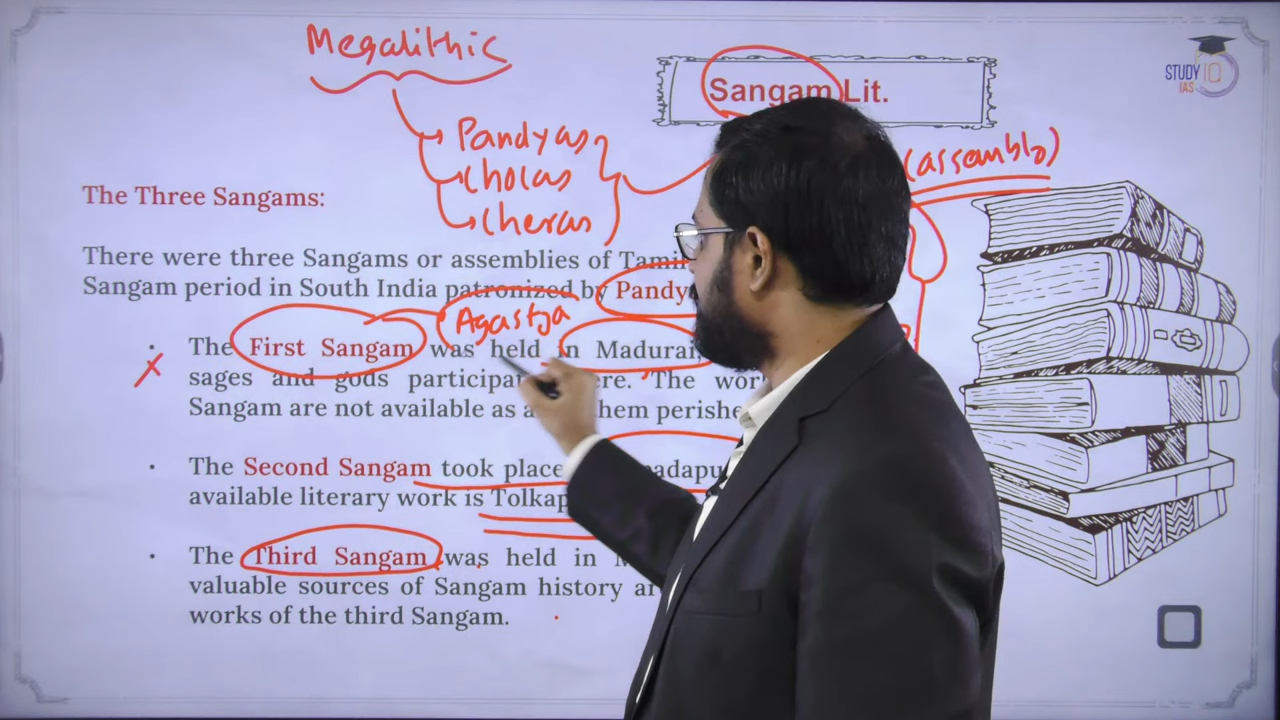 Megalithic
Sangam Lit.
STUDY IQ
IAS
Pandyas
(assembly)
Cholas
The Three Sangams:
Cheras
There were three Sangams or assemblies of Tamil
Sangam period in South India patronized by Pandy
Agastya
The First Sangam was held in Madurai,
sages and gods participat ere. The wor
Sangam are not available as a hem perishe
The Second Sangam took place adapu
available literary work is Tolkap
The Third Sangam was held in M
valuable sources of Sangam history ar
works of the third Sangam.